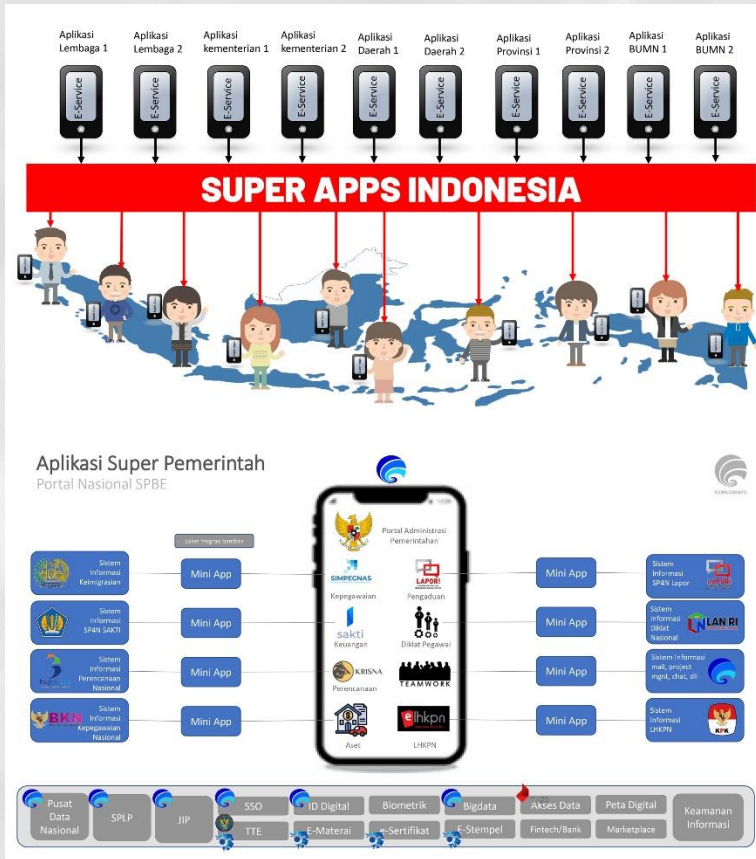 Aplikasi
Lembaga 1
Aplikasi
Lembaga 2
Aplikasi
kementerian 1
Aplikasi
kementerian 2
Aplikasi
Daerah 1
Aplikasi
Daerah 2
Aplikasi
Provinsi 1
Aplikasi
Provinsi 2
Aplikasi
BUMN 1
Aplikasi
BUMN 2
E-Service
E-Service
E-Service
E-Service
E-Service
E-Service
E-Service
E-Service
E-Service
E-Service
SUPER APPS INDONESIA
Aplikasi Super Pemerintah
Portal Nasional SPBE
Portal Administrasi
Pemerintahan
Sistem
Informasi
Keimigrasian
Mini App
SIMPEGNAS
Kepegawaian
LAPOR!
Pengaduan
Mini App
Sistem
Informasi
SP4N Lapor
LAPOR!
Sistem
Informasi
SP4N SAKTI
Mini App
sakti
Keuangan
Diklat Pegawai
Mini App
Sistem
Informasi
Diklat
Nasional
LAN RI
Sistem
Informasi
Perencanaan
Nasional
Mini App
KRISNA
Perencanaan
TEAMWORK
Mini App
Sistem Informasi
mail, project
mgnt, chat, dll
BKN
Sistem
Informasi
Kepegawaian
Nasional
Mini App
Aset
elhkpn
LHKPN
Mini App
Sistem
Informasi
LHKPN
KPK
Pusat
Data
Nasional
SPLP
JIP
SSO
ID Digital
Biometrik
Bigdata
Akses Data
Peta Digital
TTE
E-Materai
e-Sertifikat
E-Stempel
Fintech/Bank
Marketplace
Keamanan
Informasi